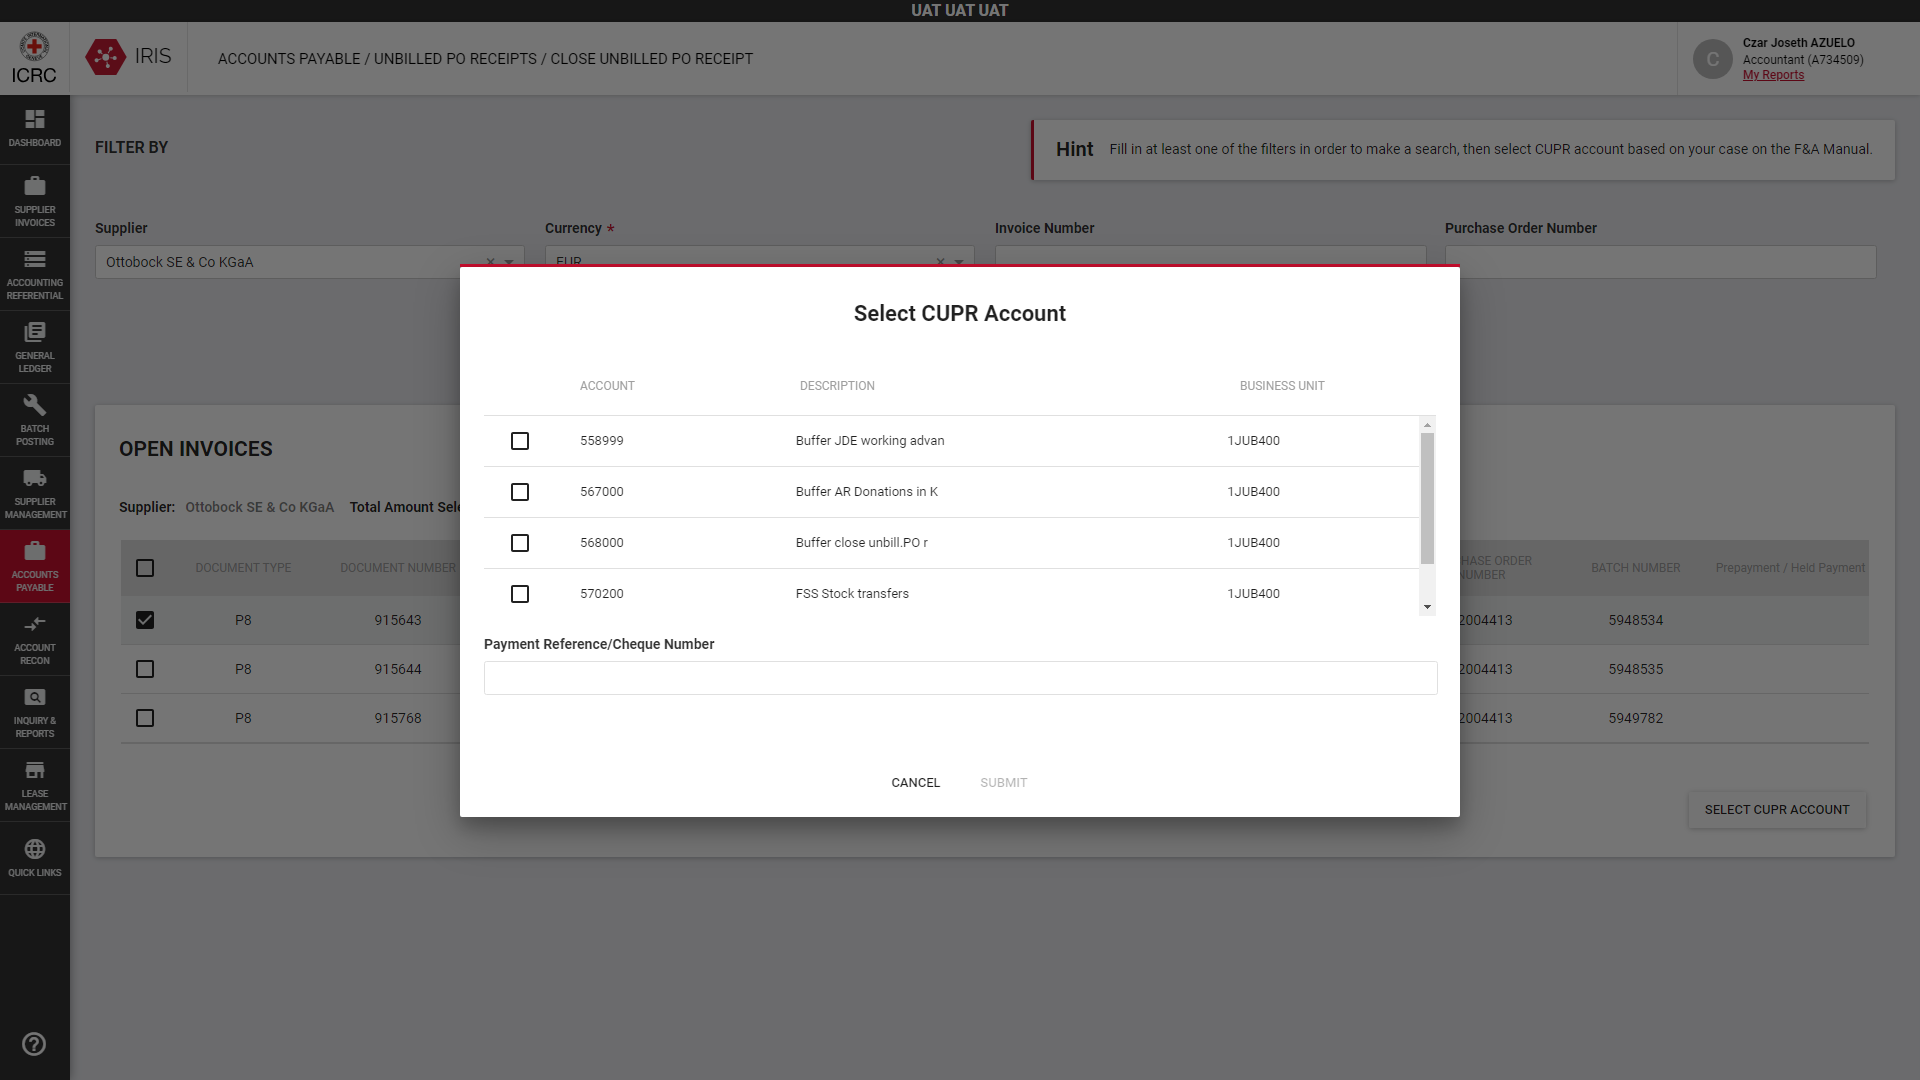 UAT UAT UAT
ICRC
IRIS
ACCOUNTS PAYABLE / UNBILLED PO RECEIPTS / CLOSE UNBILLED PO RECEIPT
C
Czar Joseth AZUELO
Accountant (A734509)
My Reports
DASHBOARD
SUPPLIER
INVOICES
ACCOUNTING
REFERENTIAL
GENERAL
LEDGER
BATCH
POSTING
SUPPLIER
MANAGEMENT
ACCOUNTS
PAYABLE
ACCOUNT
RECON
INQUIRY &
REPORTS
LEASE
MANAGEMENT
QUICK LINKS
FILTER BY
Hint Fill in at least one of the filters in order to make a search, then select CUPR account based on your case on the F&A Manual.
Supplier Currency * Invoice Number Purchase Order Number
Ottobock SE & Co KGaA EUR
OPEN INVOICES
Supplier: Ottobock SE & Co KGaA Total Amount Sele
DOCUMENT TYPE DOCUMENT NUMBER HASE ORDER NUMBER BATCH NUMBER Prepayment / Held Payment
P8 915643 2004413 5948534
P8 915644 2004413 5948535
P8 915768 2004413 5949782
SELECT CUPR ACCOUNT
Select CUPR Account
ACCOUNT DESCRIPTION BUSINESS UNIT
558999 Buffer JDE working advan 1JUB400
567000 Buffer AR Donations in K 1JUB400
568000 Buffer close unbill.PO r 1JUB400
570200 FSS Stock transfers 1JUB400
Payment Reference/Cheque Number
CANCEL SUBMIT